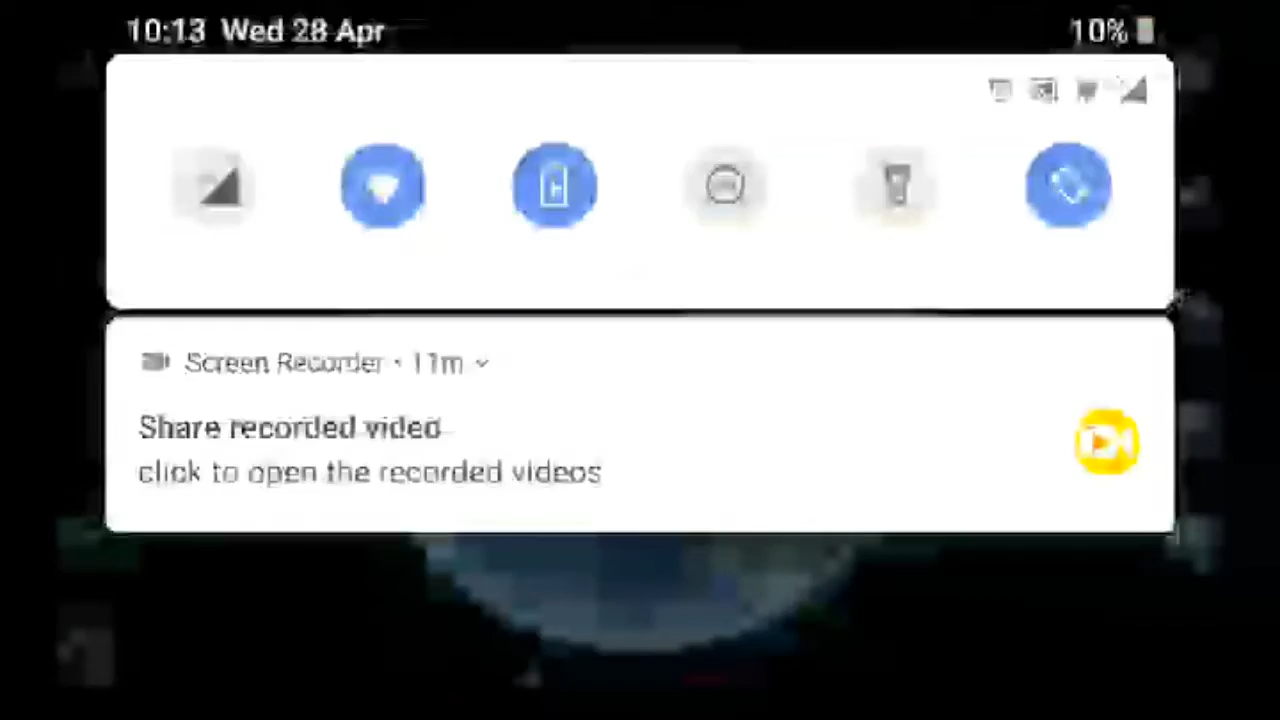 10:13 Wed 28 Apr
10%
Screen Recorder • 11m
Share recorded video
click to open the recorded videos